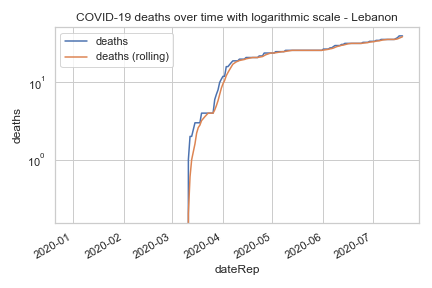 COVID-19 deaths over time with logarithmic scale - Lebanon
deaths
deaths (rolling)
10¹
10⁰
deaths
2020-01
2020-02
2020-03
2020-04
2020-05
2020-06
2020-07
dateRep